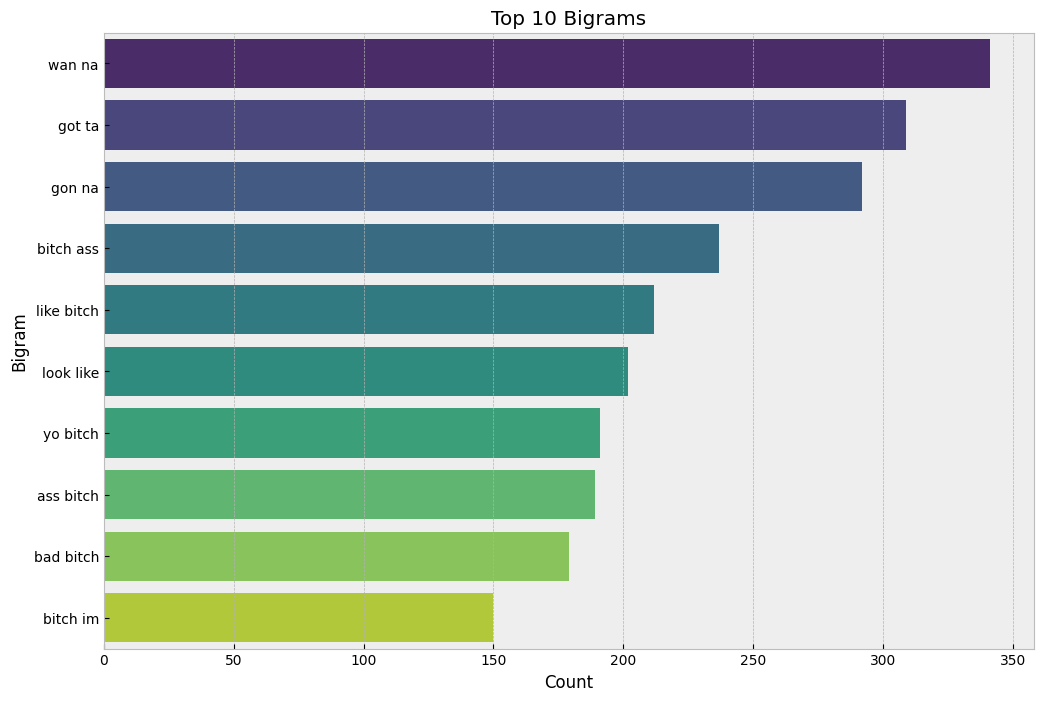 Top 10 Bigrams
Bigram
wan na
got ta
gon na
bitch ass
like bitch
look like
yo bitch
ass bitch
bad bitch
bitch im
0 50 100 150 200 250 300 350
Count